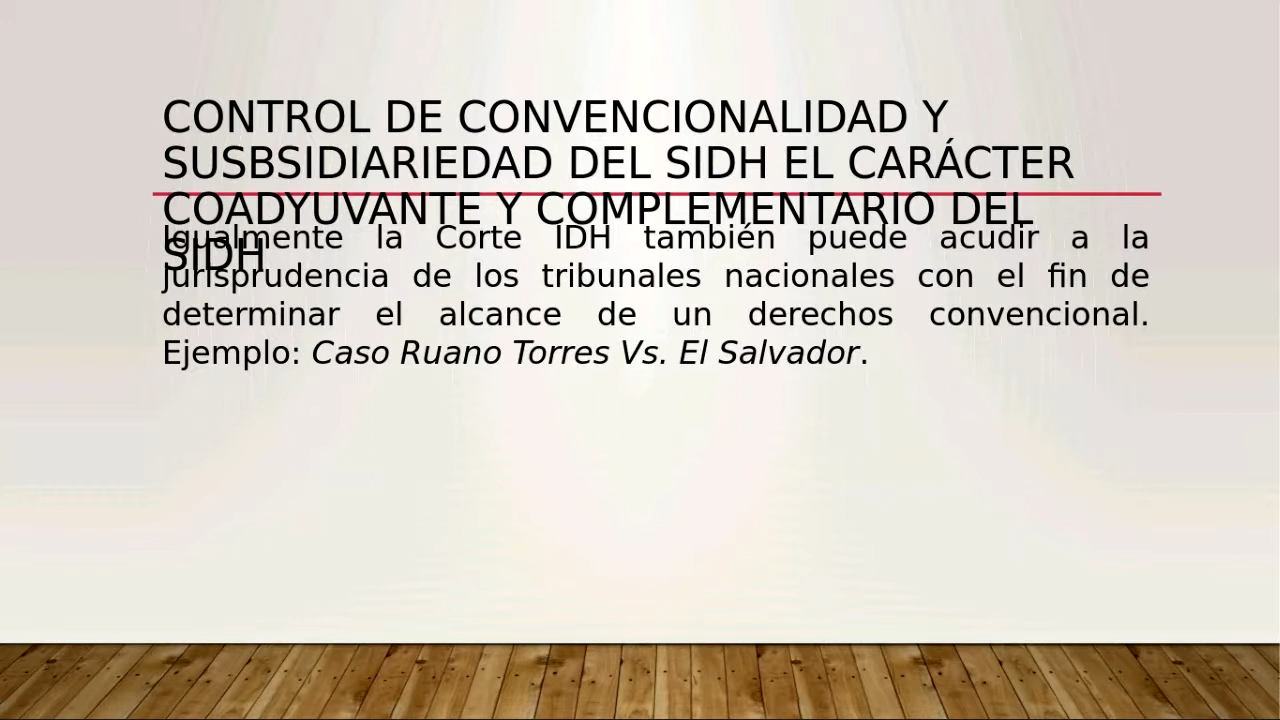 CONTROL DE CONVENCIONALIDAD Y
SUSBSIDIARIEDAD DEL SIDH EL CARÁCTER
COADYUVANTE Y COMPLEMENTARIO DEL
SIDH
Igualmente la Corte IDH también puede acudir a la
jurisprudencia de los tribunales nacionales con el fin de
determinar el alcance de un derechos convencional.
Ejemplo: Caso Ruano Torres Vs. El Salvador.